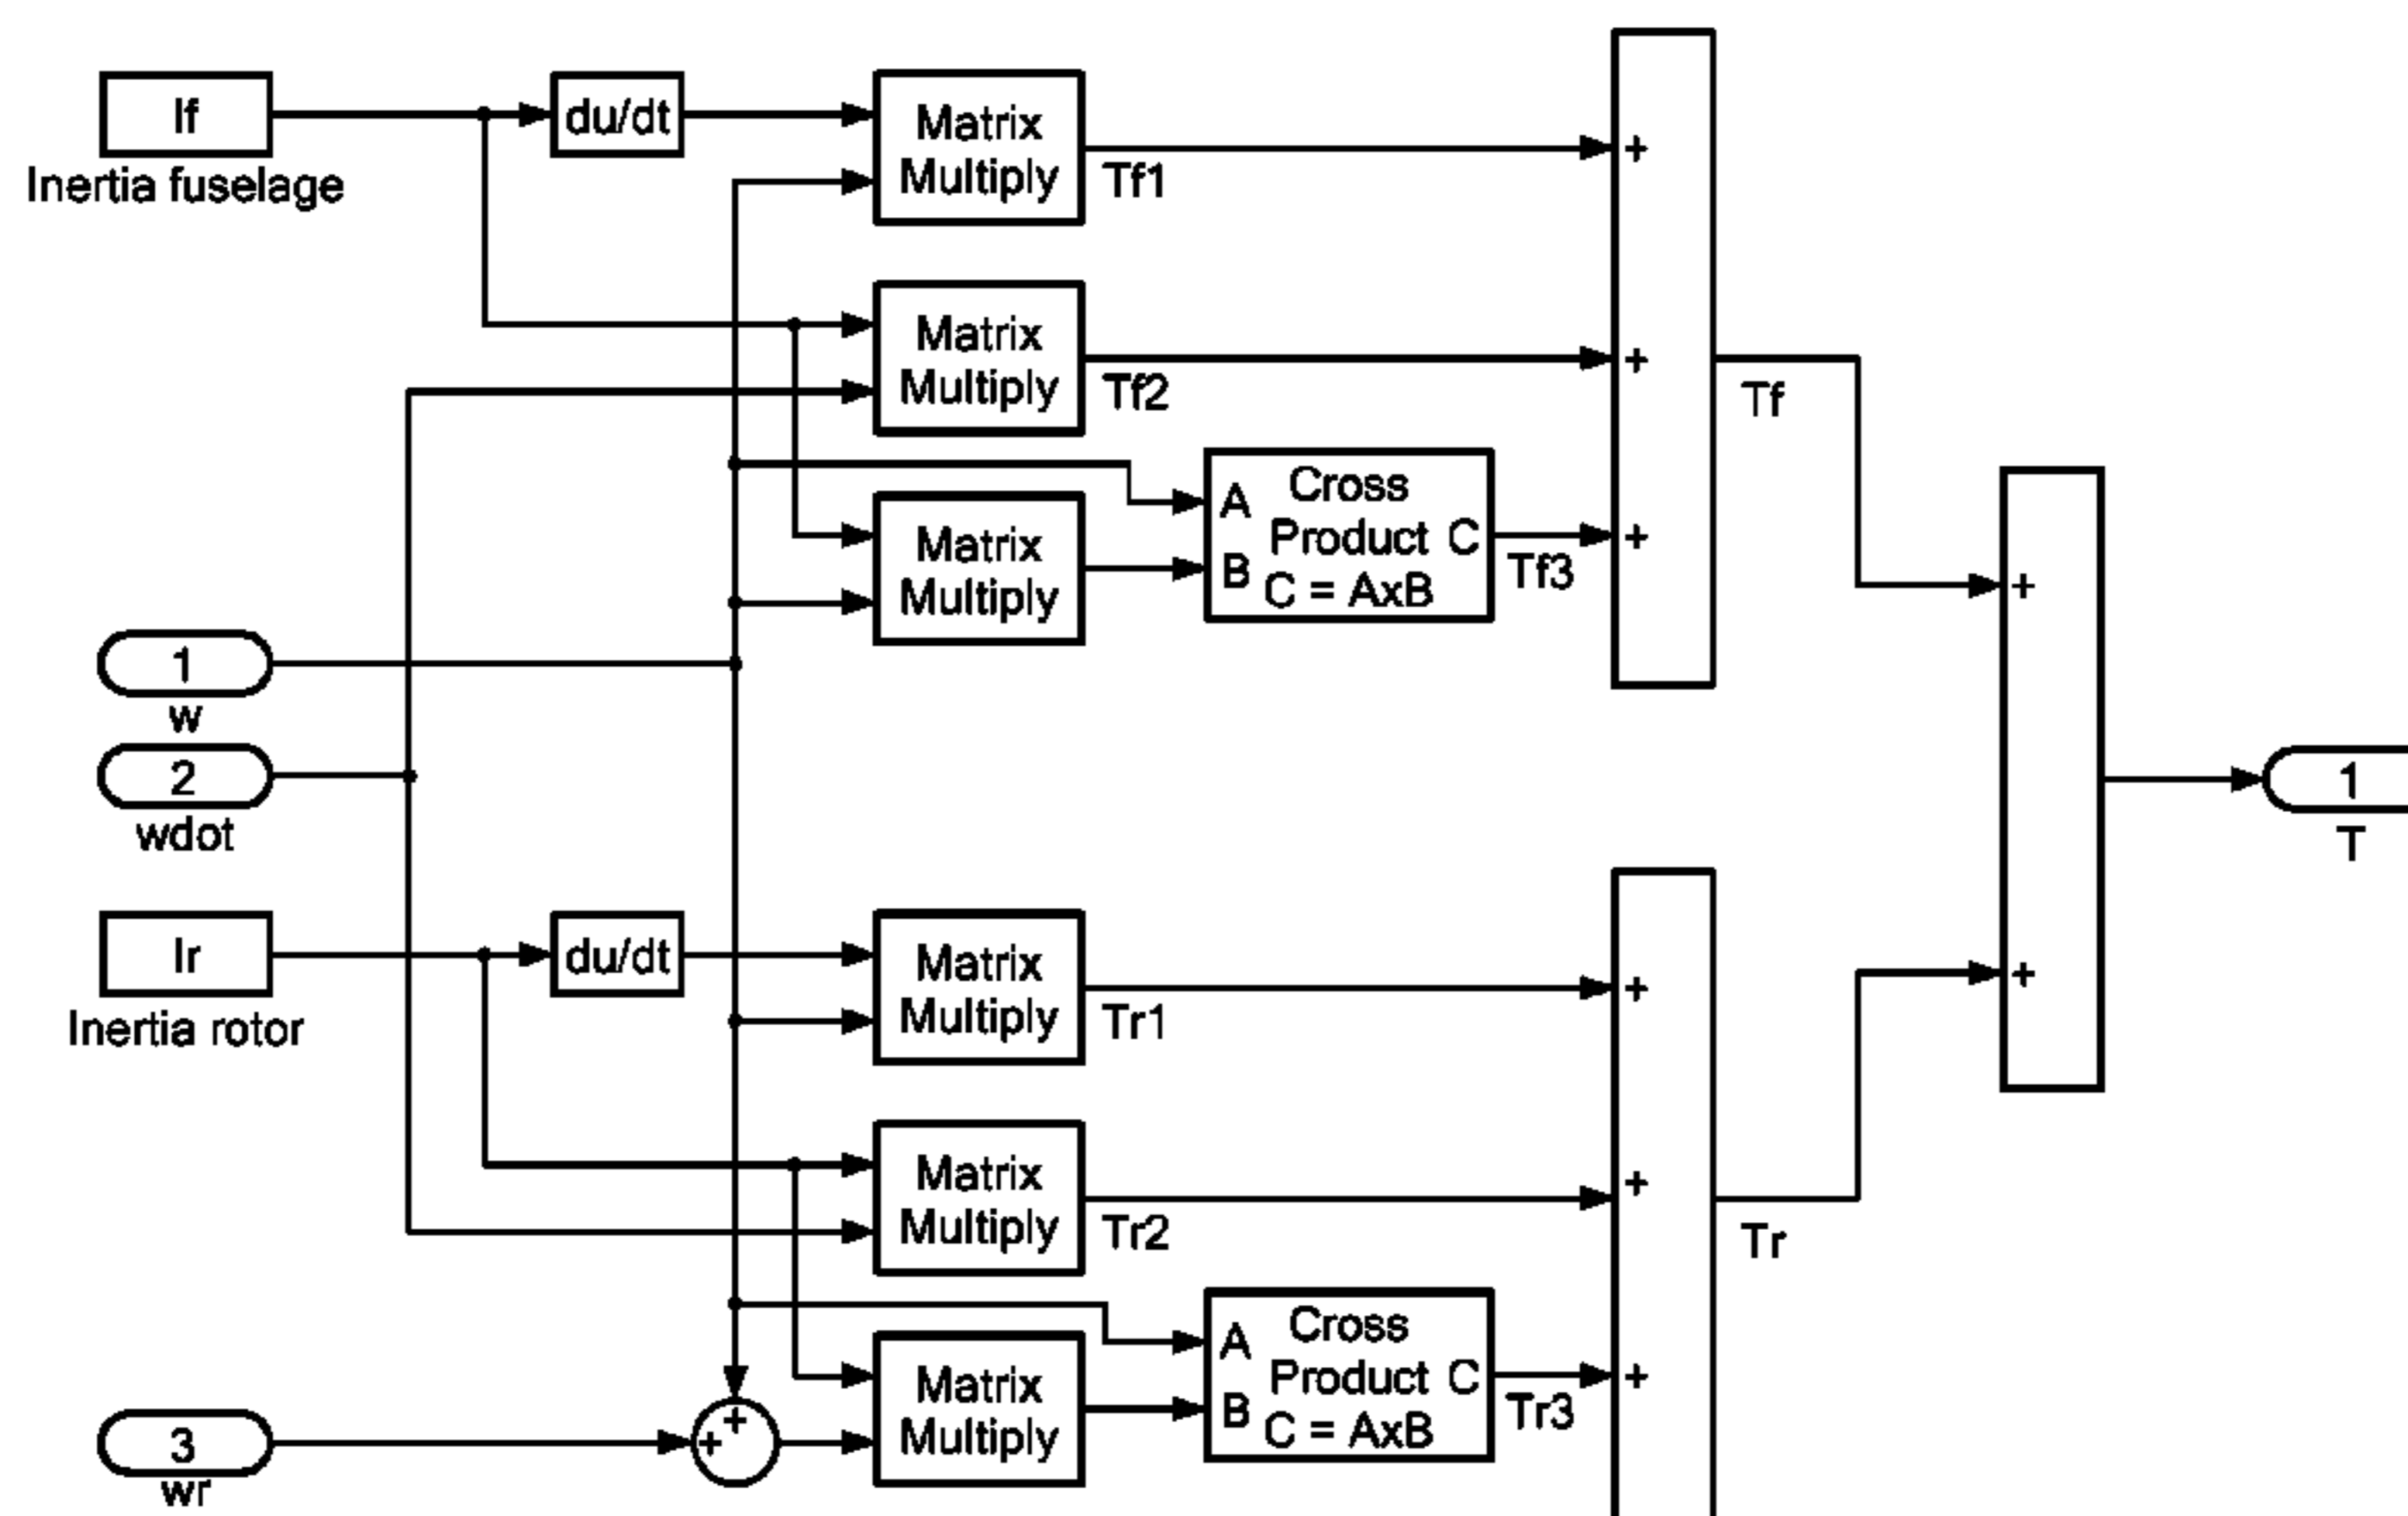 If
Inertia fuselage
du/dt
Matrix
Multiply
Tf1
+
Matrix
Multiply
Tf2
+
Tf
Matrix
Multiply
A
B
Cross
Product
C = AxB
C
Tf3
+
1
w
2
wdot
+
+
1
T
Ir
Inertia rotor
du/dt
Matrix
Multiply
Tr1
+
Matrix
Multiply
Tr2
+
Tr
3
wr
+
+
Matrix
Multiply
A
B
Cross
Product
C = AxB
C
Tr3
+